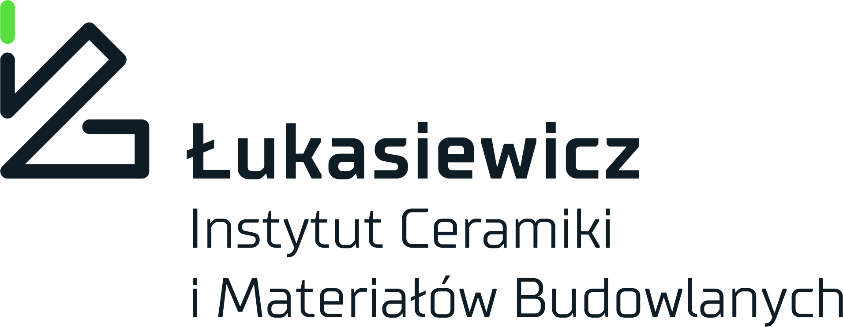 Łukasiewicz
Instytut Ceramiki
i Materiałów Budowlanych